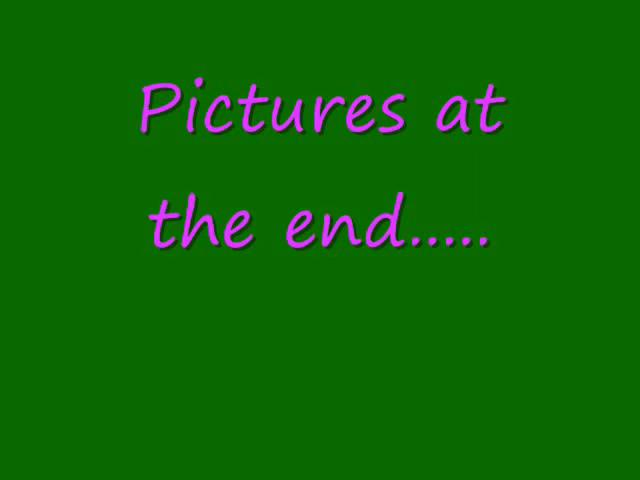 Pictures at
the end.....